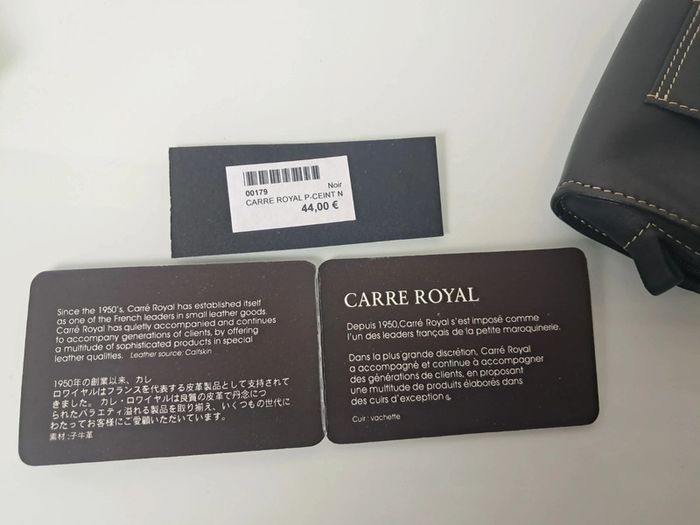 00179
Noir
CARRE ROYAL P-CEINT N
44,00 €
Since the 1950's, Carré Royal has established itself
as one of the French leaders in small leather goods.
Carré Royal has quietly accompanied and continues
to accompany generations of clients, by offering
a multitude of sophisticated products in special
leather qualities. Leather source: Calfskin
1950年の創業以来、カレ
ロワイヤルはフランスを代表する皮革製品として支持されて
きました。カレ・ロワイヤルは良質の皮革で丹念につ
られたバラエティ溢れる製品を取り揃え、いくつもの世代に
わたってお客様にご愛顧いただいています。
素材:子牛革
CARRE ROYAL
Depuis 1950,Carré Royal s'est imposé comme
l'un des leaders français de la petite maroquinerie.
Dans la plus grande discrétion, Carré Royal
a accompagné et continue à accompagner
des générations de clients, en proposant
une multitude de produits élaborés dans
des cuirs d'exception.
Cuir : vachette